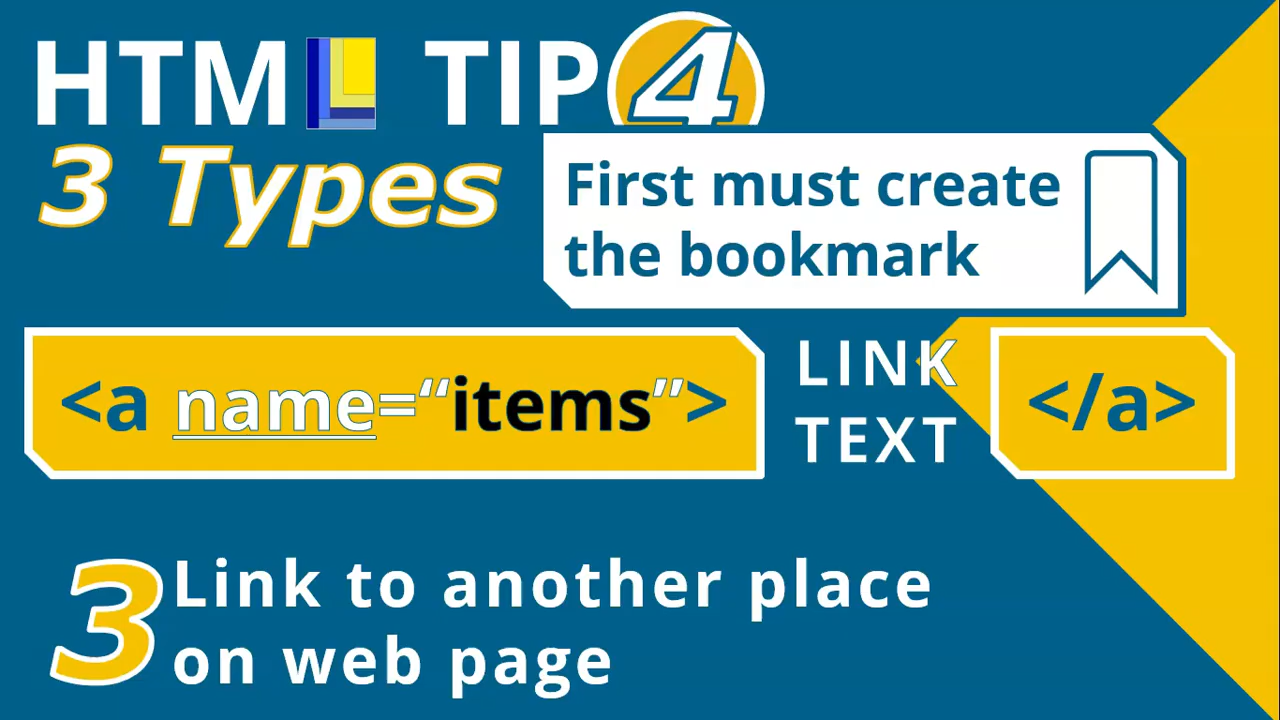 HTML TIP 4
3 Types
First must create
the bookmark
<a name=“items”>
LINK
TEXT
</a>
3 Link to another place
on web page